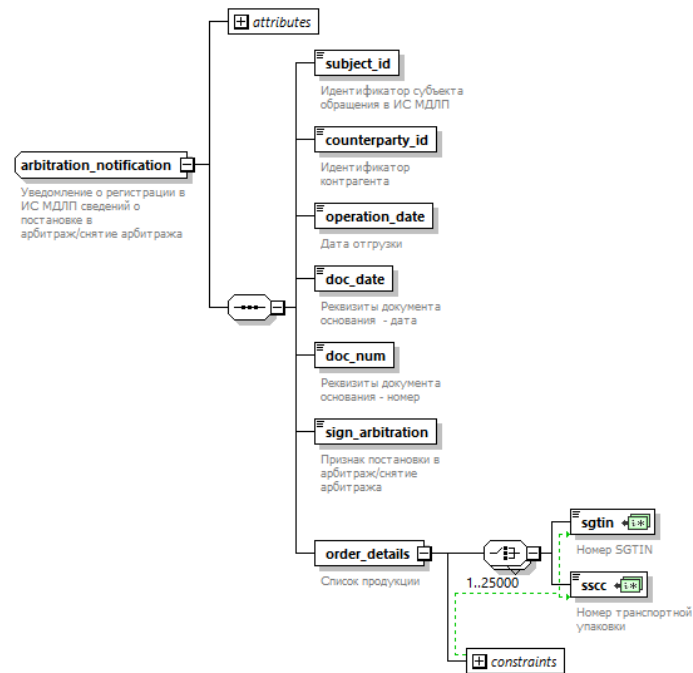 attributes
subject_id
Идентификатор субъекта
обращения в ИС МДЛП
counterparty_id
Идентификатор
контрагента
arbitration_notification
Уведомление о регистрации в
ИС МДЛП сведений о
постановке в
арбитраж/снятие арбитража
operation_date
Дата отгрузки
doc_date
Реквизиты документа
основания - дата
doc_num
Реквизиты документа
основания - номер
sign_arbitration
Признак постановки в
арбитраж/снятие
арбитража
order_details
Список продукции
1..25000
sgtin
Номер SGTIN
sscc
Номер транспортной
упаковки
constraints